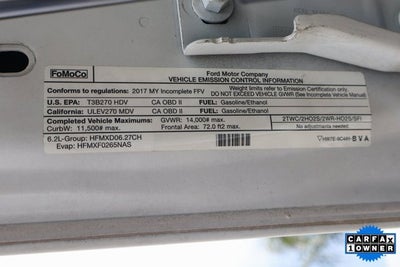 FoMoCo
Ford Motor Company
VEHICLE EMISSION CONTROL INFORMATION
Conforms to regulations: 2017 MY Incomplete FFV
Weight limits refer to Emission Certification only.
DO NOT EXCEED VEHICLE GVWR (See Incomplete Vehicle Manual)
U.S. EPA: T3B270 HDV CA OBD II FUEL: Gasoline/Ethanol
California: ULEV270 MDV CA OBD II FUEL: Gasoline/Ethanol
Completed Vehicle Maximums: GVWR: 14,000# max. 2TWC/2HO2S/2WR-HO2S/SFI
CurbW: 11,500# max. Frontal Area: 72.0 ft2 max.
6.2L-Group: HFMXD06.27CH
Evap: HFMXF0265NAS
BVA
CARFAX
1 OWNER